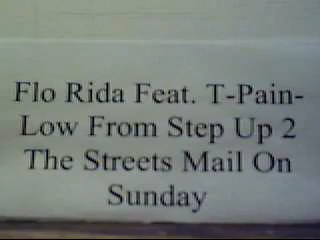 Flo Rida Feat. T-Pain-
Low From Step Up 2
The Streets Mail On
Sunday